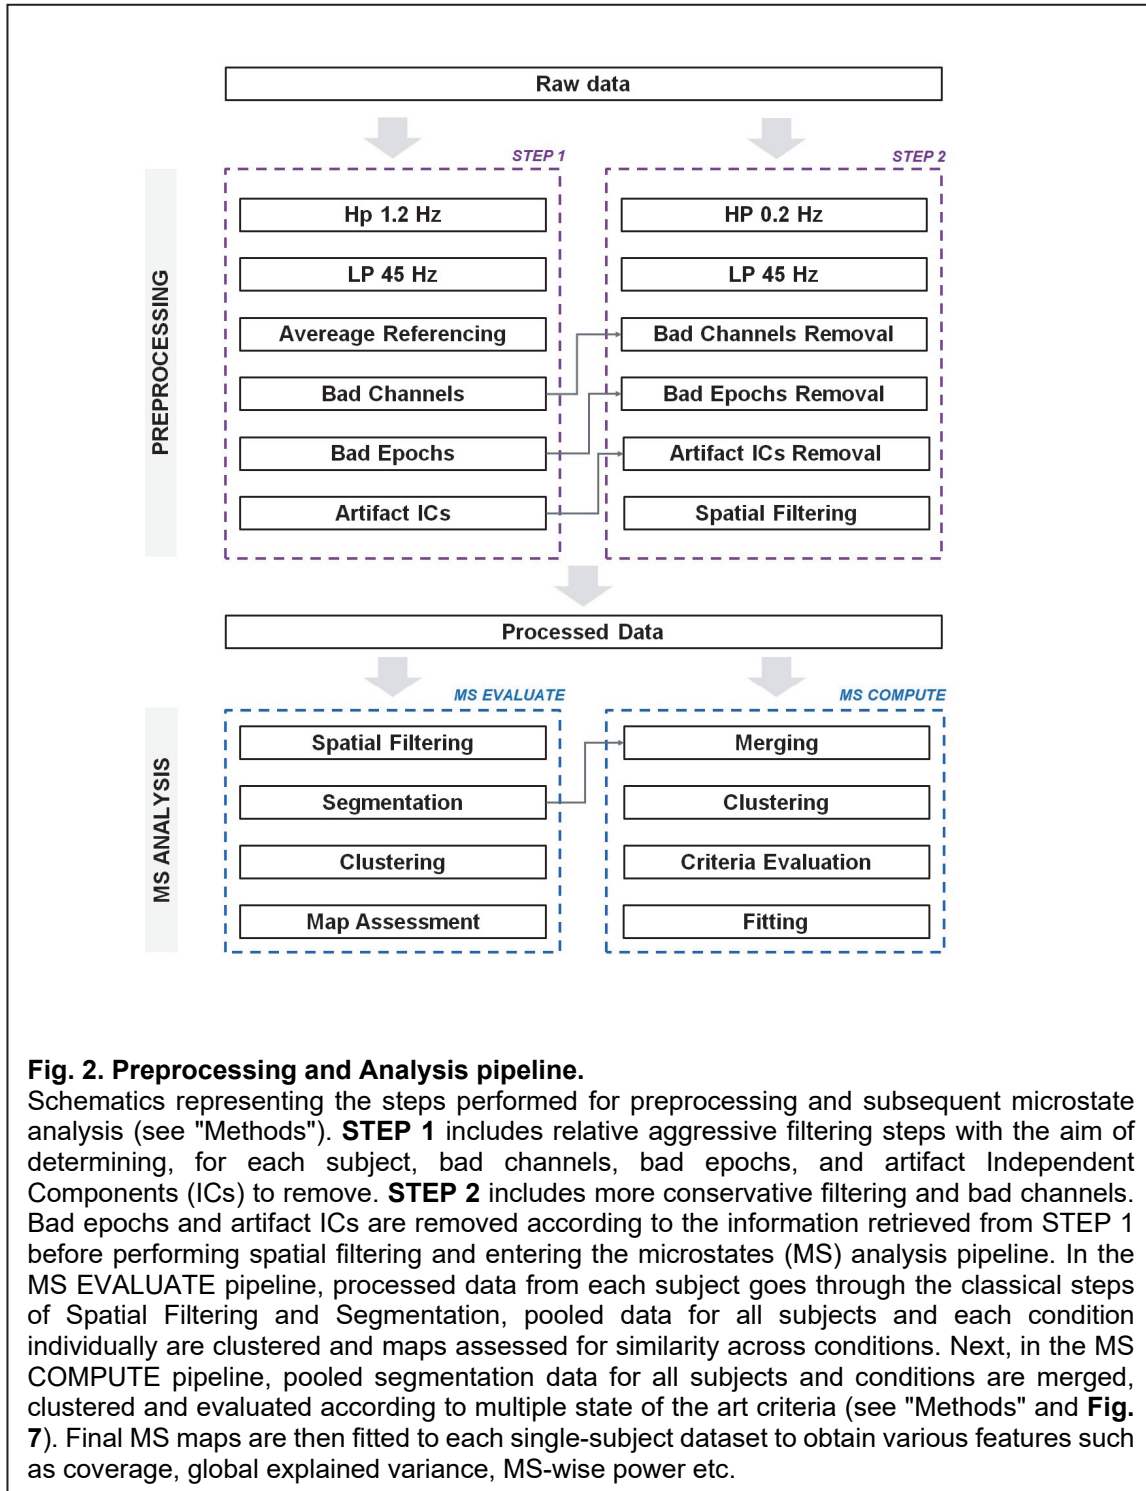 Raw data
STEP 1
STEP 2
PREPROCESSING
Hp 1.2 Hz
HP 0.2 Hz
LP 45 Hz
LP 45 Hz
Avereage Referencing
Bad Channels Removal
Bad Channels
Bad Epochs Removal
Bad Epochs
Artifact ICs Removal
Artifact ICs
Spatial Filtering
Processed Data
MS EVALUATE
MS COMPUTE
MS ANALYSIS
Spatial Filtering
Merging
Segmentation
Clustering
Clustering
Criteria Evaluation
Map Assessment
Fitting
Fig. 2. Preprocessing and Analysis pipeline.
Schematics representing the steps performed for preprocessing and subsequent microstate
analysis (see "Methods"). STEP 1 includes relative aggressive filtering steps with the aim of
determining, for each subject, bad channels, bad epochs, and artifact Independent
Components (ICs) to remove. STEP 2 includes more conservative filtering and bad channels.
Bad epochs and artifact ICs are removed according to the information retrieved from STEP 1
before performing spatial filtering and entering the microstates (MS) analysis pipeline. In the
MS EVALUATE pipeline, processed data from each subject goes through the classical steps
of Spatial Filtering and Segmentation, pooled data for all subjects and each condition
individually are clustered and maps assessed for similarity across conditions. Next, in the MS
COMPUTE pipeline, pooled segmentation data for all subjects and conditions are merged,
clustered and evaluated according to multiple state of the art criteria (see "Methods" and Fig.
7). Final MS maps are then fitted to each single-subject dataset to obtain various features such
as coverage, global explained variance, MS-wise power etc.